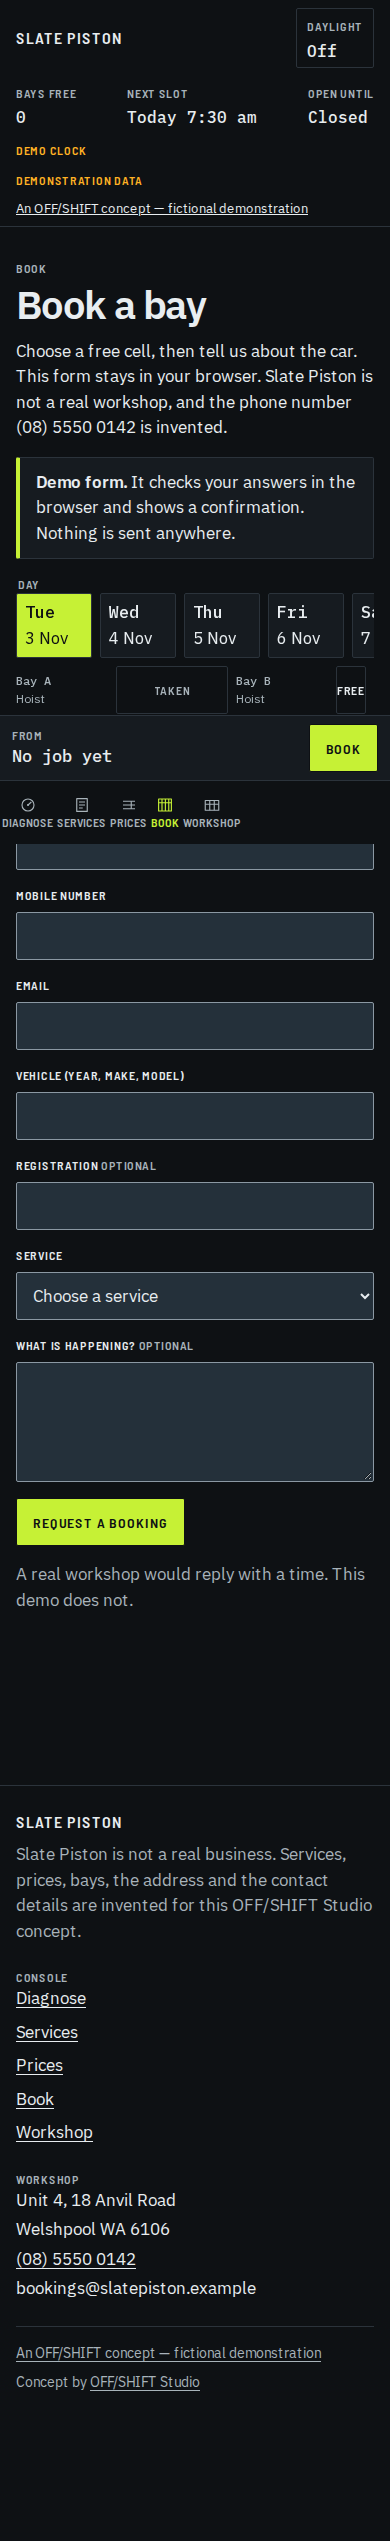 SLATE PISTON
DAYLIGHT
Off
BAYS FREE
0
NEXT SLOT
Today 7:30 am
OPEN UNTIL
Closed
DEMO CLOCK
DEMONSTRATION DATA
An OFF/SHIFT concept — fictional demonstration
BOOK
Book a bay
Choose a free cell, then tell us about the car.
This form stays in your browser. Slate Piston is
not a real workshop, and the phone number
(08) 5550 0142 is invented.
Demo form. It checks your answers in the
browser and shows a confirmation.
Nothing is sent anywhere.
DAY
Tue
3 Nov
Wed
4 Nov
Thu
5 Nov
Fri
6 Nov
7
Bay A
Hoist
TAKEN
Bay B
Hoist
FREE
FROM
No job yet
BOOK
DIAGNOSE SERVICES PRICES BOOK WORKSHOP
MOBILE NUMBER
EMAIL
VEHICLE (YEAR, MAKE, MODEL)
REGISTRATION OPTIONAL
SERVICE
Choose a service
WHAT IS HAPPENING? OPTIONAL
REQUEST A BOOKING
A real workshop would reply with a time. This
demo does not.
SLATE PISTON
Slate Piston is not a real business. Services,
prices, bays, the address and the contact
details are invented for this OFF/SHIFT Studio
concept.
CONSOLE
Diagnose
Services
Prices
Book
Workshop
WORKSHOP
Unit 4, 18 Anvil Road
Welshpool WA 6106
(08) 5550 0142
bookings@slatepiston.example
An OFF/SHIFT concept — fictional demonstration
Concept by OFF/SHIFT Studio